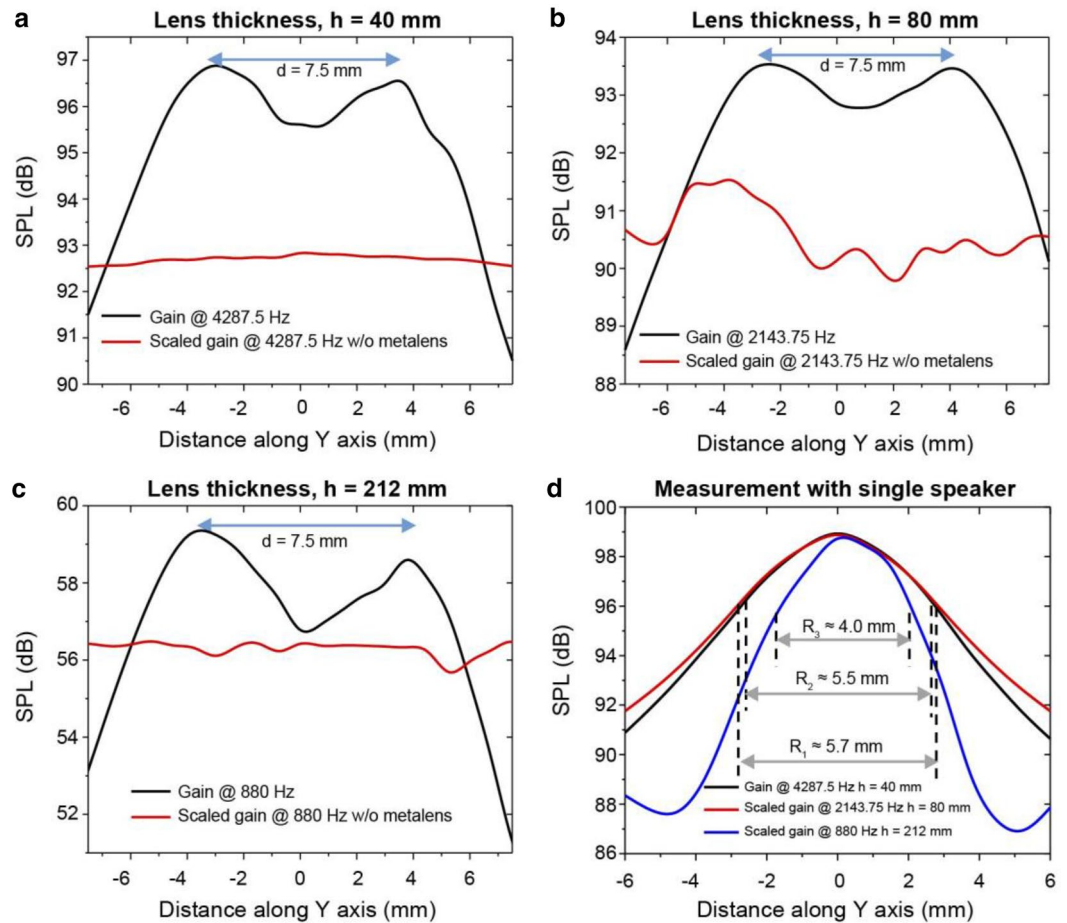 a
Lens thickness, h = 40 mm
97
96
95
94
93
92
91
90
SPL (dB)
d = 7.5 mm
Gain @ 4287.5 Hz
Scaled gain @ 4287.5 Hz w/o metalens
-6 -4 -2 0 2 4 6
Distance along Y axis (mm)
b
Lens thickness, h = 80 mm
94
93
92
91
90
89
88
SPL (dB)
d = 7.5 mm
Gain @ 2143.75 Hz
Scaled gain @ 2143.75 Hz w/o metalens
-6 -4 -2 0 2 4 6
Distance along Y axis (mm)
c
Lens thickness, h = 212 mm
60
58
56
54
52
SPL (dB)
d = 7.5 mm
Gain @ 880 Hz
Scaled gain @ 880 Hz w/o metalens
-6 -4 -2 0 2 4 6
Distance along Y axis (mm)
d
Measurement with single speaker
100
98
96
94
92
90
88
86
SPL (dB)
R₃ ≈ 4.0 mm
R₂ ≈ 5.5 mm
R₁ ≈ 5.7 mm
Gain @ 4287.5 Hz h = 40 mm
Scaled gain @ 2143.75 Hz h = 80 mm
Scaled gain @ 880 Hz h = 212 mm
-6 -4 -2 0 2 4 6
Distance along Y axis (mm)